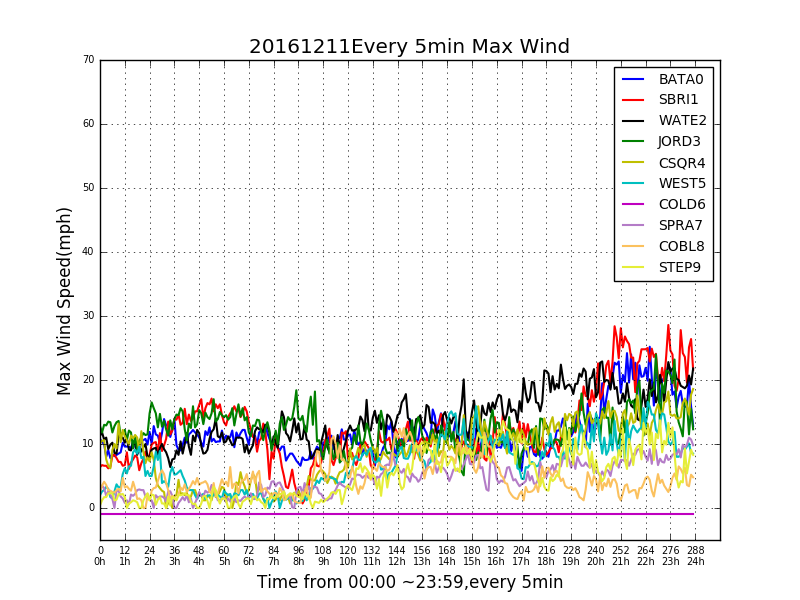 20161211Every 5min Max Wind
70
60
50
40
30
20
10
0
Max Wind Speed(mph)
BATA0
SBRI1
WATE2
JORD3
CSQR4
WEST5
COLD6
SPRA7
COBL8
STEP9
0 12 24 36 48 60 72 84 96 108 120 132 144 156 168 180 192 204 216 228 240 252 264 276 288
0h 1h 2h 3h 4h 5h 6h 7h 8h 9h 10h 11h 12h 13h 14h 15h 16h 17h 18h 19h 20h 21h 22h 23h 24h
Time from 00:00 ~23:59,every 5min